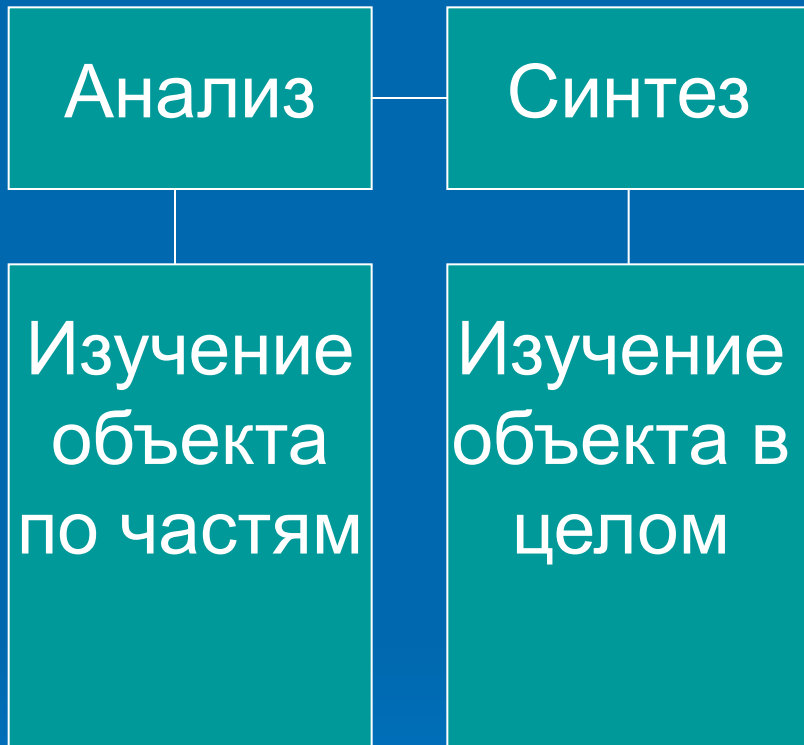 Анализ
Синтез
Изучение
объекта
по частям
Изучение
объекта в
целом